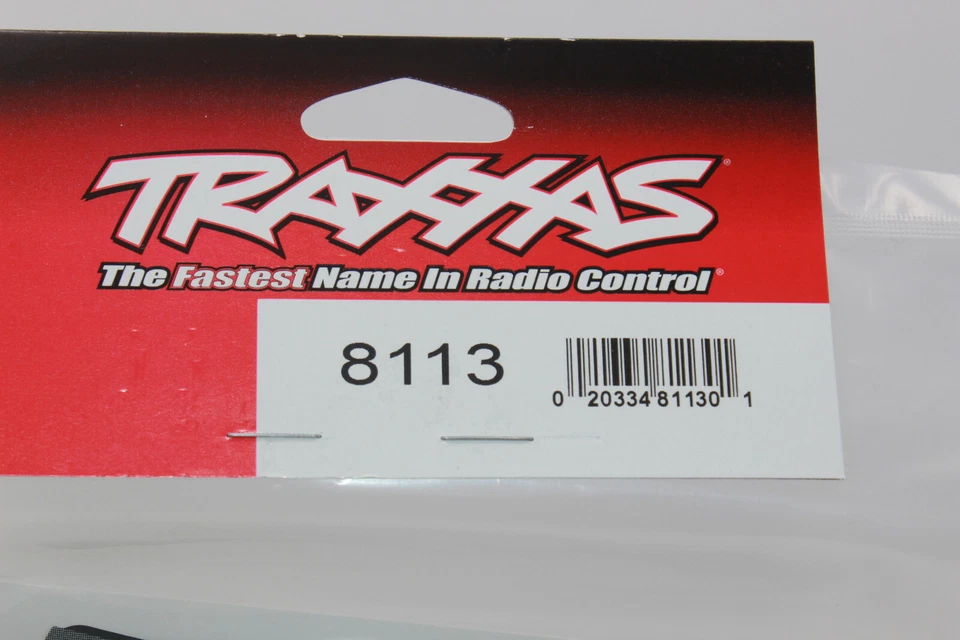 TRAXXAS®
The Fastest Name In Radio Control®
8113
0 20334 81130 1